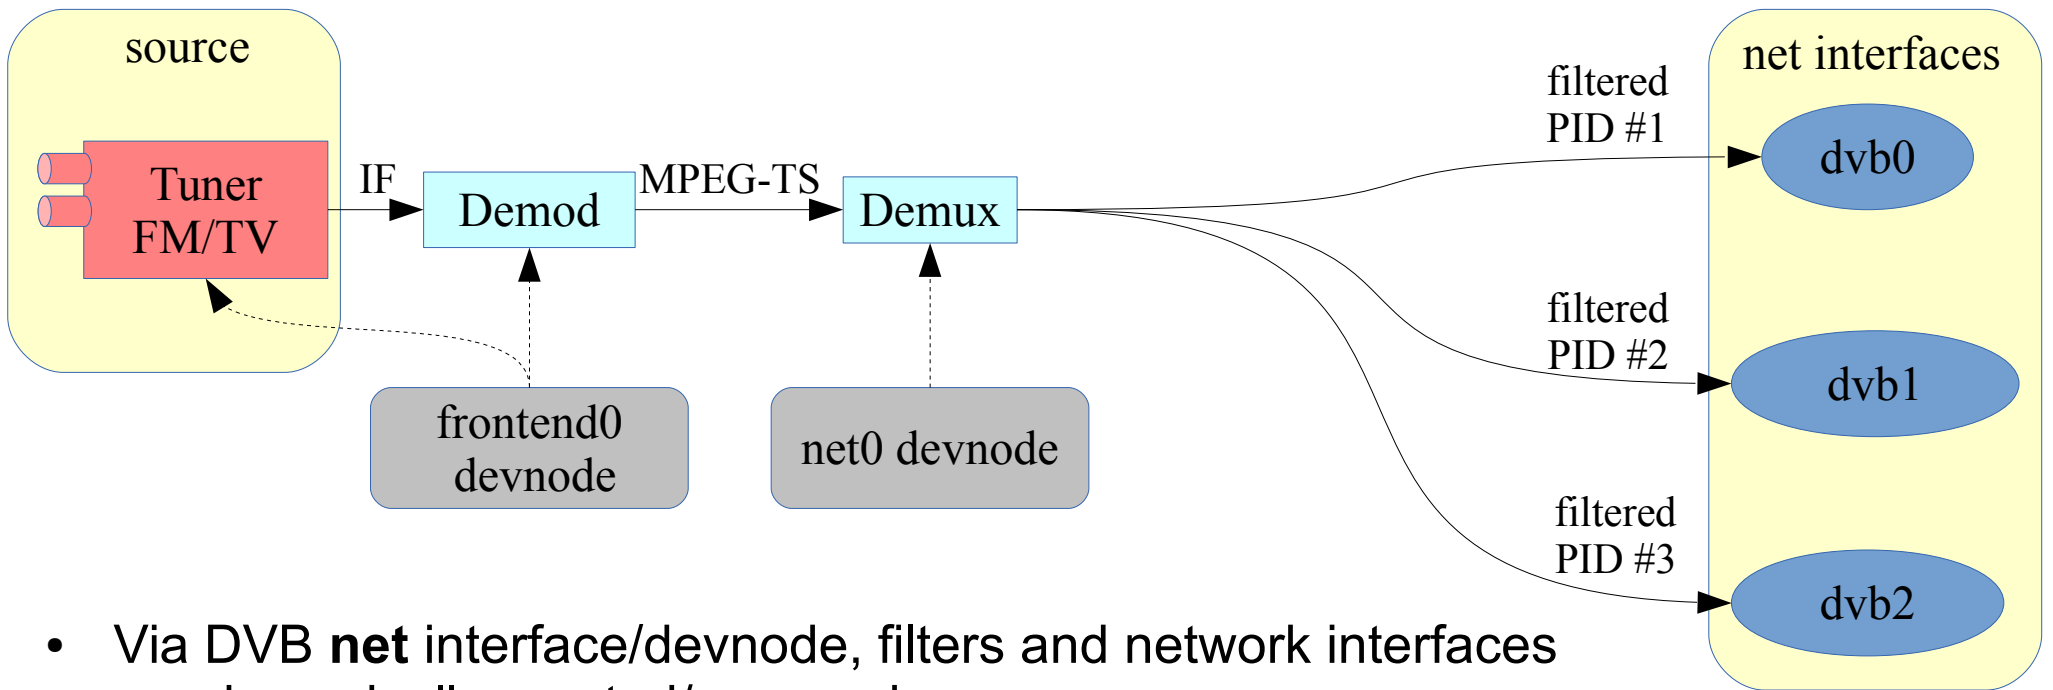 source
net interfaces
filtered
PID #1
Tuner
FM/TV
IF
Demod
MPEG-TS
Demux
dvb0
filtered
PID #2
dvb1
frontend0
devnode
net0 devnode
filtered
PID #3
dvb2
• Via DVB net interface/devnode, filters and network interfaces